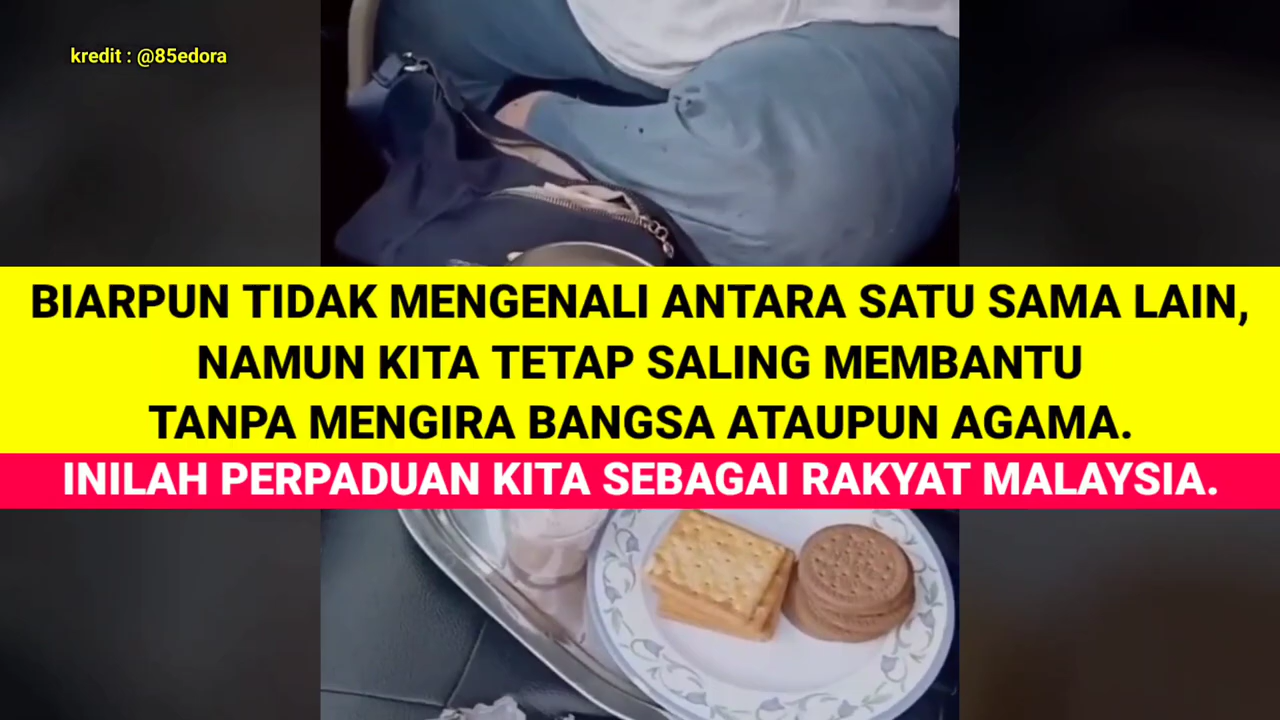 kredit : @85edora
BIARPUN TIDAK MENGENALI ANTARA SATU SAMA LAIN,
NAMUN KITA TETAP SALING MEMBANTU
TANPA MENGIRA BANGSA ATAUPUN AGAMA.
INILAH PERPADUAN KITA SEBAGAI RAKYAT MALAYSIA.